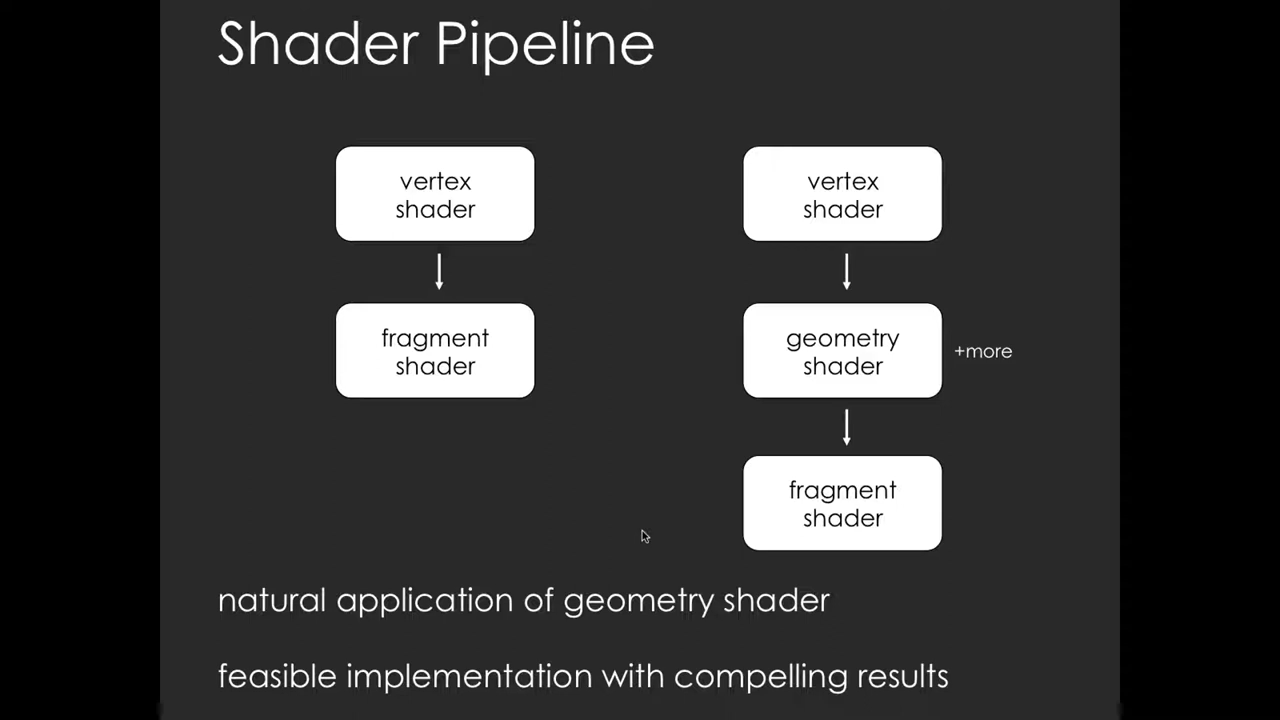 Shader Pipeline
vertex
shader
fragment
shader
vertex
shader
geometry
shader
+more
fragment
shader
natural application of geometry shader
feasible implementation with compelling results